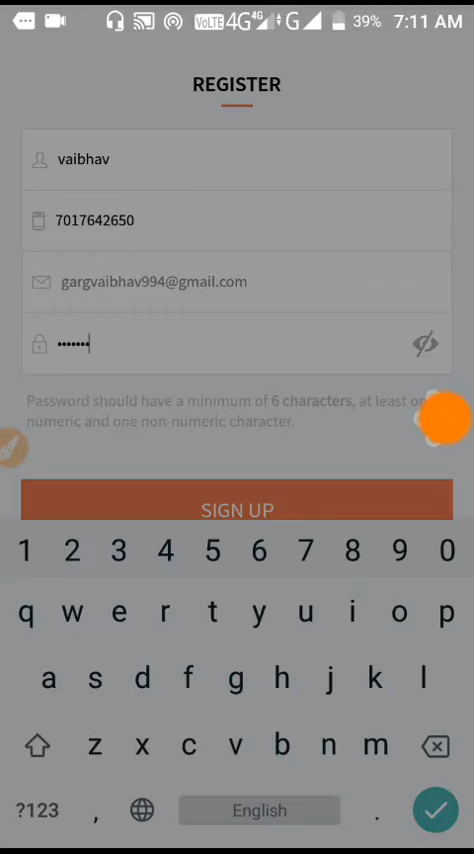 VoLTE 4G 4G G 39% 7:11 AM
REGISTER
vaibhav
7017642650
gargvaibhav994@gmail.com
•••••••
Password should have a minimum of 6 characters, at least
numeric and one non-numeric character.
SIGN UP
1 2 3 4 5 6 7 8 9 0
q w e r t y u i o p
a s d f g h j k l
z x c v b n m
?123 , English .